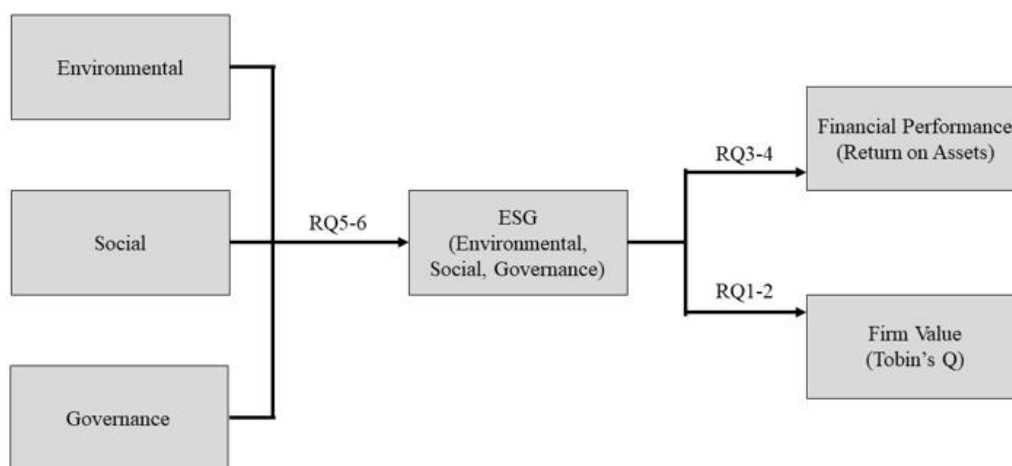 Environmental
Social
Governance
RQ5-6
ESG
(Environmental,
Social, Governance)
RQ3-4
RQ1-2
Financial Performance
(Return on Assets)
Firm Value
(Tobin’s Q)